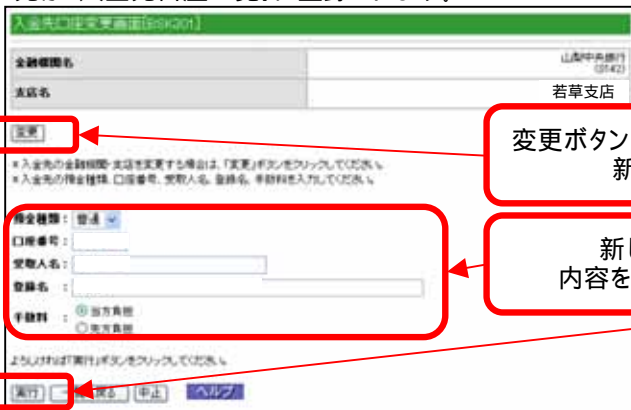 入金先口座変更画面[BSK201]
金融機関名
山梨中央銀行
(0142)
支店名
若草支店
変更
変更ボタン
新
※入金先の金融機関・支店を変更する場合は、「変更」ボタンをクリックしてください。
※入金先の預金種類、口座番号、受取人名、登録名、手数料を入力してください。
預金種類： 普通
口座番号：
受取人名：
登録名 ：
手数料 ： 当方負担
先方負担
新し
内容を
よろしければ「実行」ボタンをクリックしてください。
実行
戻る
中止
ヘルプ